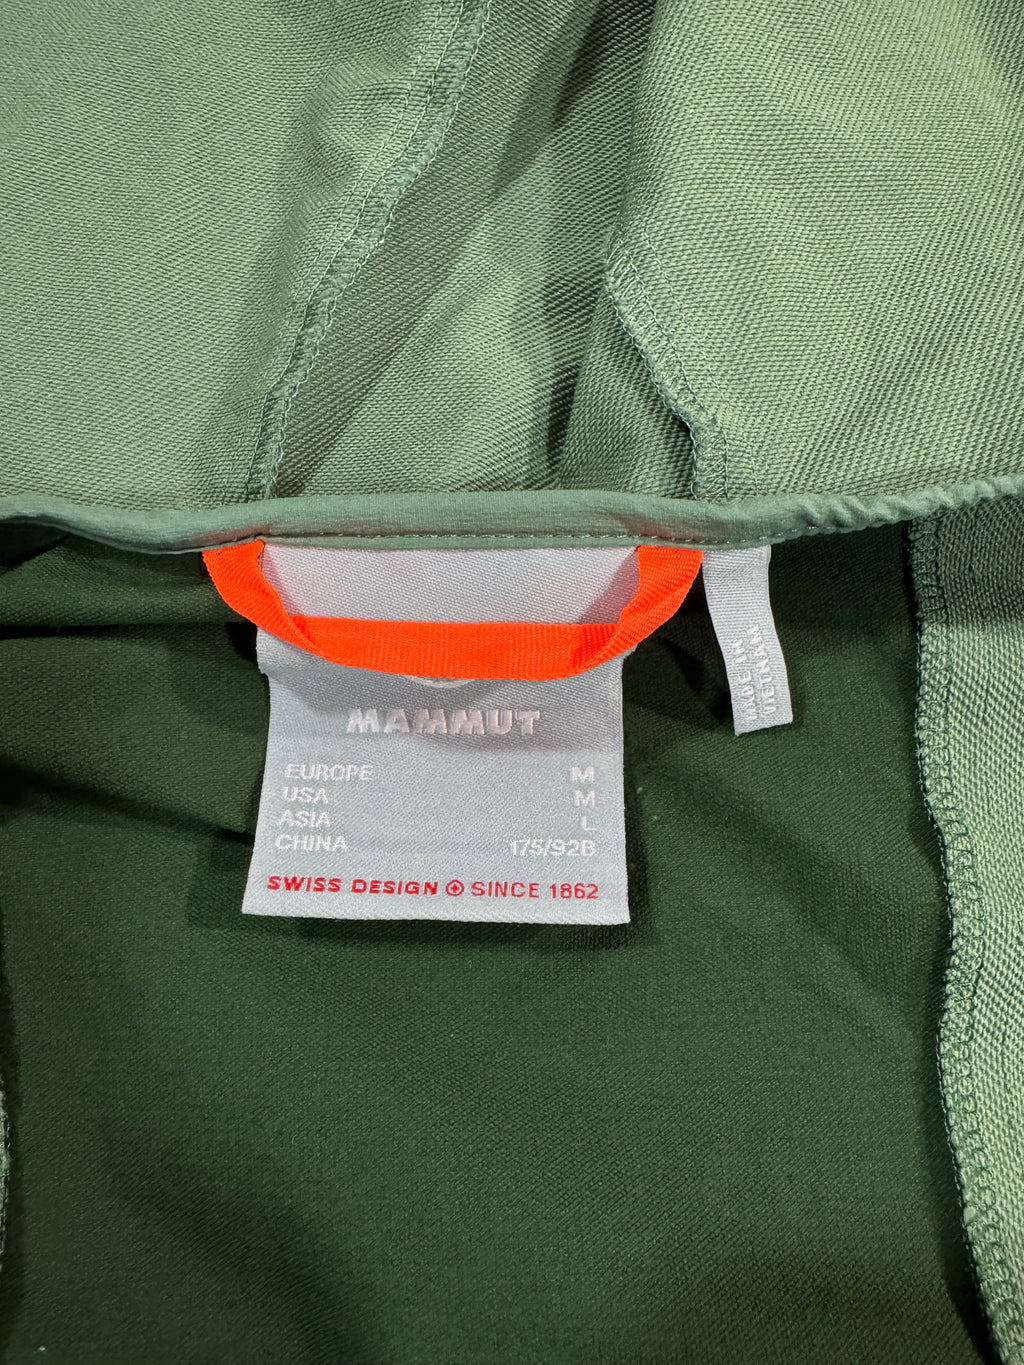 MAMMUT
EUROPE M
USA M
ASIA L
CHINA 175/92B
SWISS DESIGN SINCE 1862
MADE IN
VIETNAM